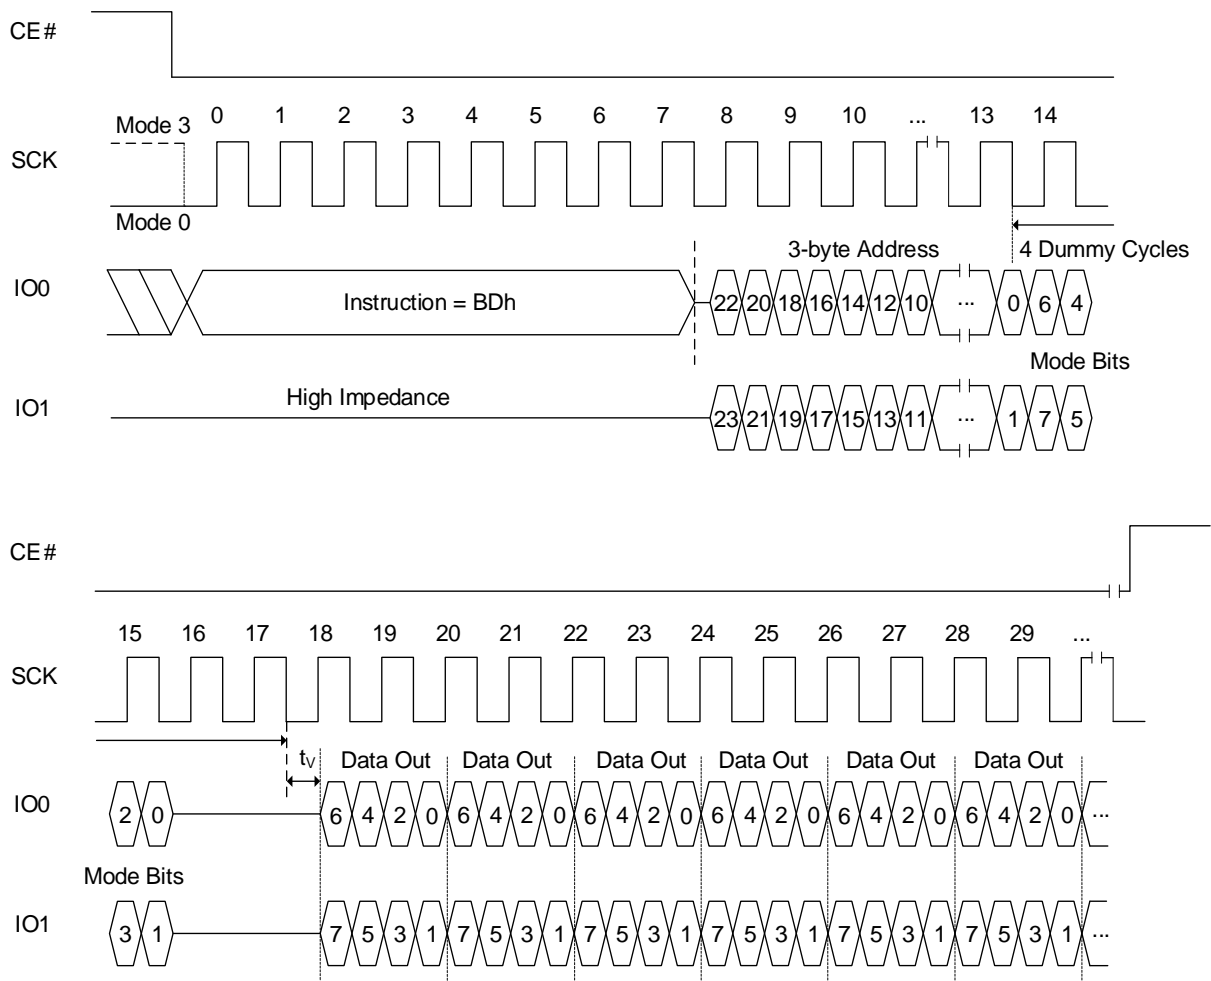 CE#
0 1 2 3 4 5 6 7 8 9 10 ... 13 14
Mode 3
SCK
Mode 0
3-byte Address 4 Dummy Cycles
IO0 Instruction = BDh 22 20 18 16 14 12 10 ... 0 6 4
Mode Bits
High Impedance
IO1 23 21 19 17 15 13 11 ... 1 7 5
CE#
15 16 17 18 19 20 21 22 23 24 25 26 27 28 29 ...
SCK
tV Data Out Data Out Data Out Data Out Data Out Data Out
IO0 2 0 6 4 2 0 6 4 2 0 6 4 2 0 6 4 2 0 6 4 2 0 6 4 2 0 ...
Mode Bits
IO1 3 1 7 5 3 1 7 5 3 1 7 5 3 1 7 5 3 1 7 5 3 1 7 5 3 1 ...